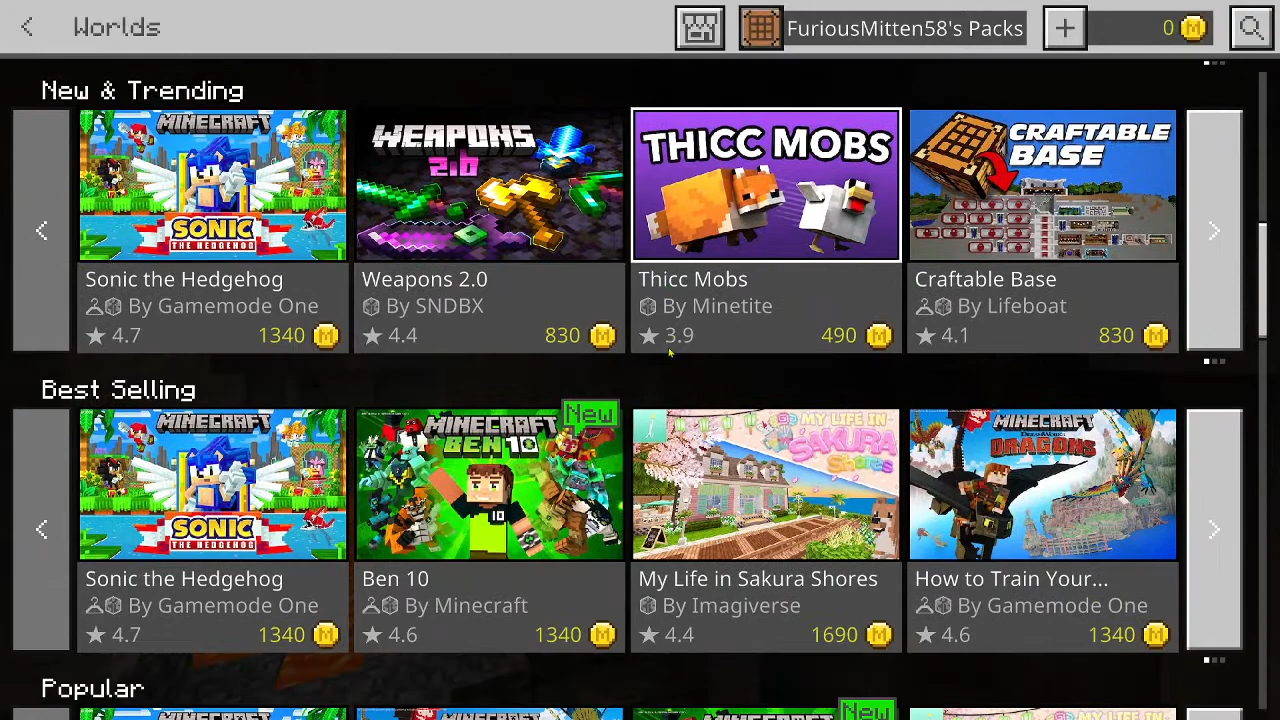 Worlds
FuriousMitten58's Packs
0
New & Trending
MINECRAFT
SONIC
THE HEDGEHOG
Sonic the Hedgehog
By Gamemode One
4.7 1340
WEAPONS
2.0
Weapons 2.0
By SNDBX
4.4 830
THICC MOBS
Thicc Mobs
By Minetite
3.9 490
CRAFTABLE
BASE
Craftable Base
By Lifeboat
4.1 830
Best Selling
MINECRAFT
SONIC
THE HEDGEHOG
Sonic the Hedgehog
By Gamemode One
4.7 1340
New
MINECRAFT
BEN 10
10
Ben 10
By Minecraft
4.6 1340
MY LIFE IN
SAKURA
Shores
My Life in Sakura Shores
By Imagiverse
4.4 1690
MINECRAFT
DRAGONS
How to Train Your...
By Gamemode One
4.6 1340
Popular
New